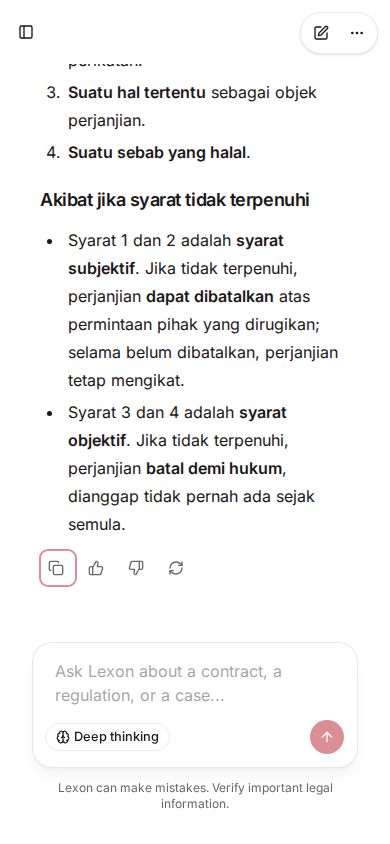 perikatan.
3. Suatu hal tertentu sebagai objek
perjanjian.
4. Suatu sebab yang halal.
Akibat jika syarat tidak terpenuhi
• Syarat 1 dan 2 adalah syarat
subjektif. Jika tidak terpenuhi,
perjanjian dapat dibatalkan atas
permintaan pihak yang dirugikan;
selama belum dibatalkan, perjanjian
tetap mengikat.
• Syarat 3 dan 4 adalah syarat
objektif. Jika tidak terpenuhi,
perjanjian batal demi hukum,
dianggap tidak pernah ada sejak
semula.
Ask Lexon about a contract, a
regulation, or a case...
Deep thinking
Lexon can make mistakes. Verify important legal
information.